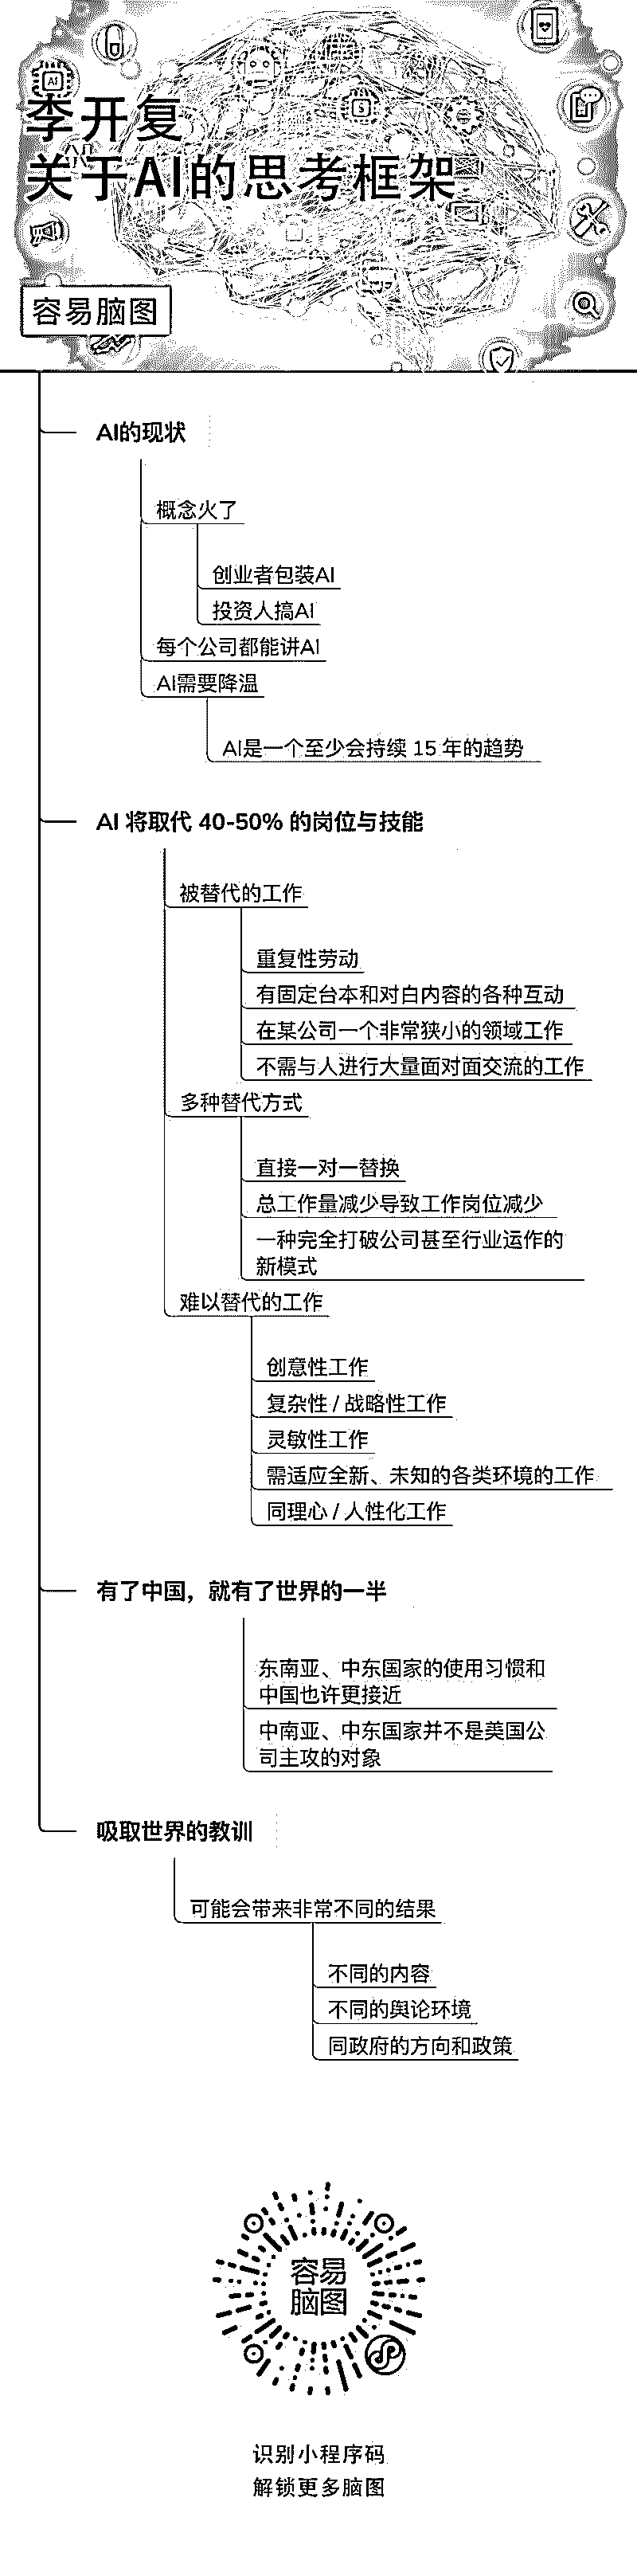 李开复
关于AI的思考框架
容易脑图
AI的现状
概念火了
创业者包装AI
投资人搞AI
每个公司都能讲AI
AI需要降温
AI是一个至少会持续 15 年的趋势
AI 将取代 40-50% 的岗位与技能
被替代的工作
重复性劳动
有固定台本和对白内容的各种互动
在某公司一个非常狭小的领域工作
不需与人进行大量面对面交流的工作
多种替代方式
直接一对一替换
总工作量减少导致工作岗位减少
一种完全打破公司甚至行业运作的
新模式
难以替代的工作
创意性工作
复杂性 / 战略性工作
灵敏性工作
需适应全新、未知的各类环境的工作
同理心 / 人性化工作
有了中国，就有了世界的一半
东南亚、中东国家的使用习惯和
中国也许更接近
中南亚、中东国家并不是美国公
司主攻的对象
吸取世界的教训
可能会带来非常不同的结果
不同的内容
不同的舆论环境
同政府的方向和政策
容易
脑图
识别小程序码
解锁更多脑图